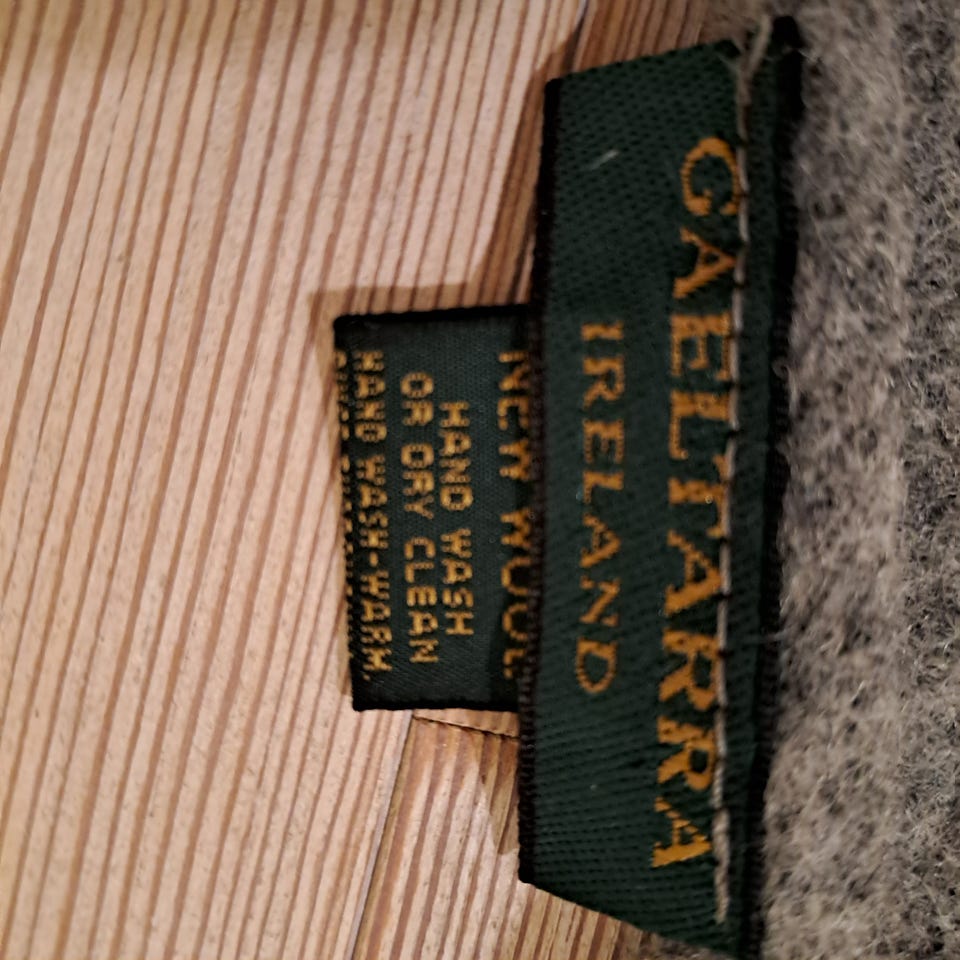 GAELTARRA
IRELAND
NEW WOOL
HAND WASH
OR DRY CLEAN
HAND WASH-WARM.